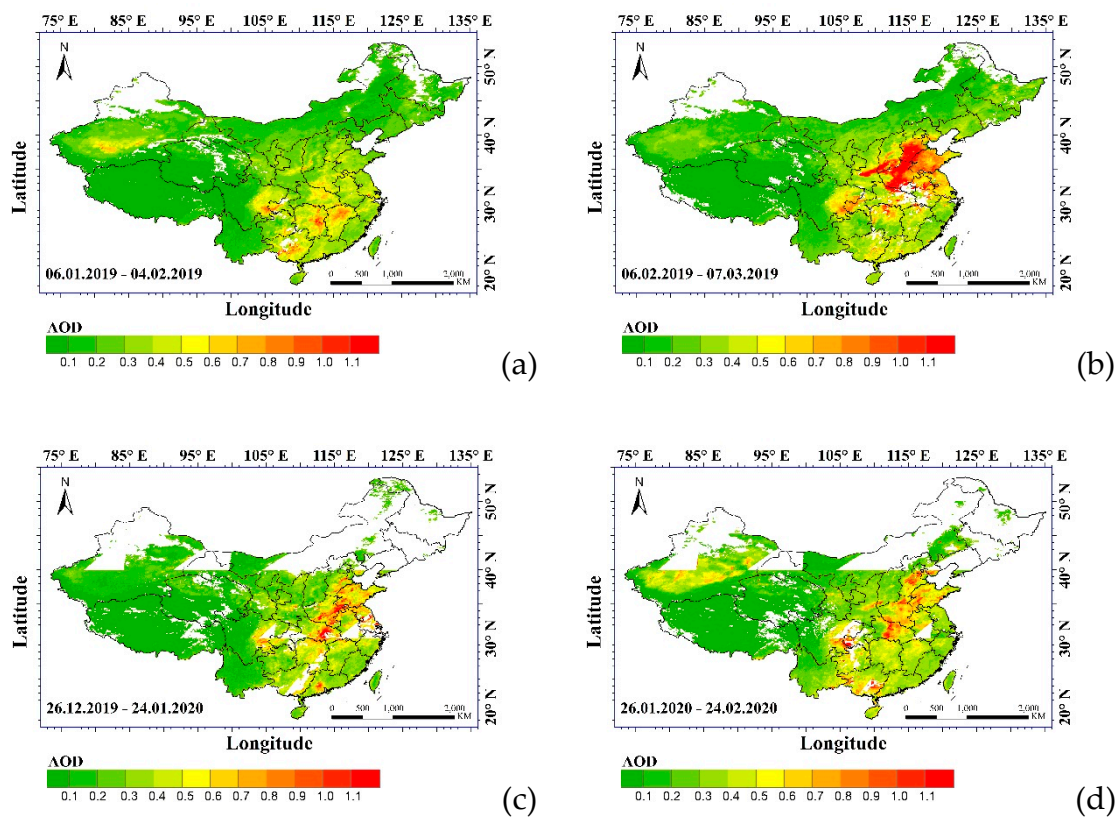 75° E 85° E 95° E 105° E 115° E 125° E 135° E
N
50° N
40° N
30° N
20° N
Latitude
06.01.2019 - 04.02.2019
0 500 1,000 2,000
KM
Longitude
AOD
0.1 0.2 0.3 0.4 0.5 0.6 0.7 0.8 0.9 1.0 1.1
(a)
75° E 85° E 95° E 105° E 115° E 125° E 135° E
N
50° N
40° N
30° N
20° N
Latitude
06.02.2019 - 07.03.2019
0 500 1,000 2,000
KM
Longitude
AOD
0.1 0.2 0.3 0.4 0.5 0.6 0.7 0.8 0.9 1.0 1.1
(b)
75° E 85° E 95° E 105° E 115° E 125° E 135° E
N
50° N
40° N
30° N
20° N
Latitude
26.12.2019 - 24.01.2020
0 500 1,000 2,000
KM
Longitude
AOD
0.1 0.2 0.3 0.4 0.5 0.6 0.7 0.8 0.9 1.0 1.1
(c)
75° E 85° E 95° E 105° E 115° E 125° E 135° E
N
50° N
40° N
30° N
20° N
Latitude
26.01.2020 - 24.02.2020
0 500 1,000 2,000
KM
Longitude
AOD
0.1 0.2 0.3 0.4 0.5 0.6 0.7 0.8 0.9 1.0 1.1
(d)